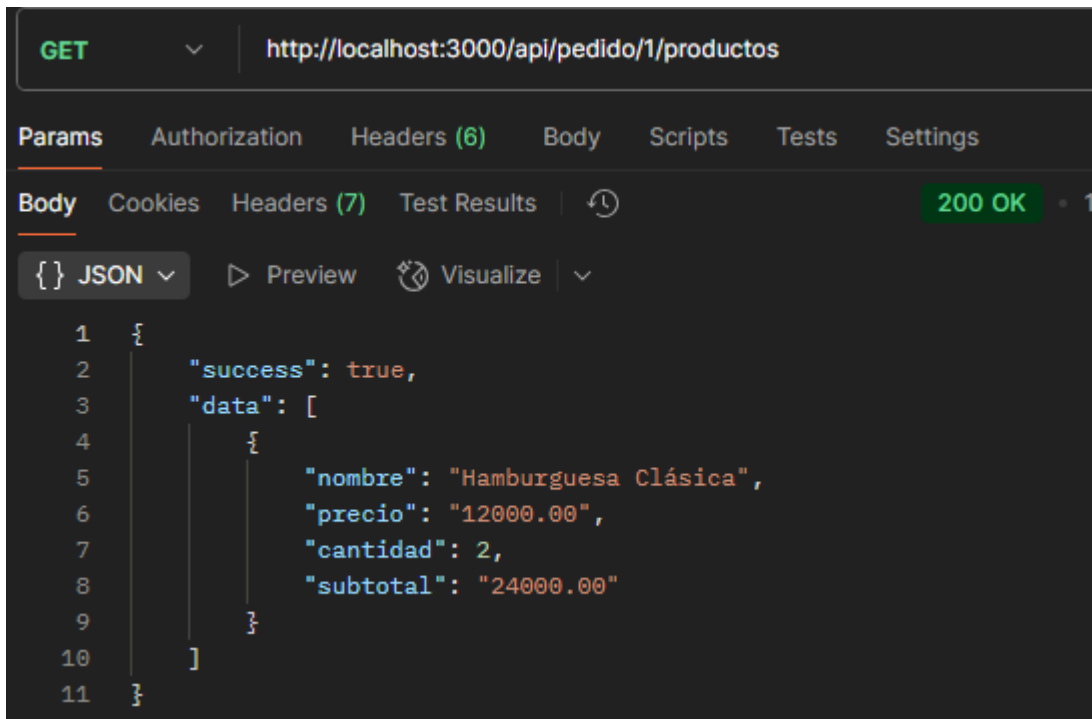 GET http://localhost:3000/api/pedido/1/productos
Params Authorization Headers (6) Body Scripts Tests Settings
Body Cookies Headers (7) Test Results 200 OK • 1
{} JSON Preview Visualize
1 {
2 "success": true,
3 "data": [
4 {
5 "nombre": "Hamburguesa Clásica",
6 "precio": "12000.00",
7 "cantidad": 2,
8 "subtotal": "24000.00"
9 }
10 ]
11 }